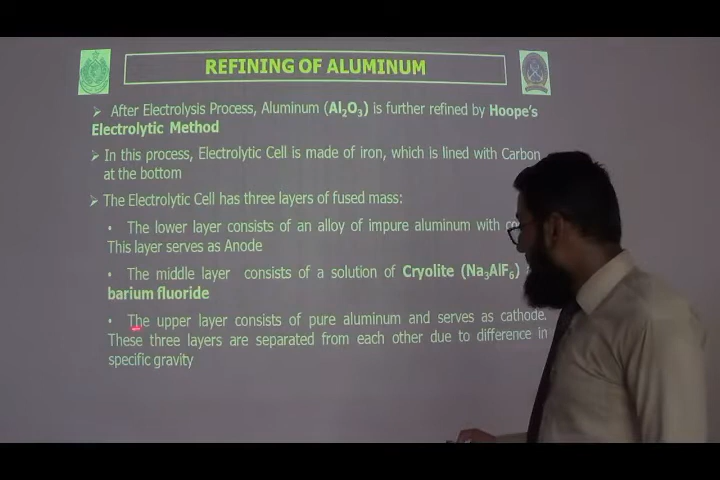 REFINING OF ALUMINUM
➢ After Electrolysis Process, Aluminum (Al₂O₃) is further refined by Hoope's
Electrolytic Method
➢ In this process, Electrolytic Cell is made of iron, which is lined with Carbon
at the bottom
➢ The Electrolytic Cell has three layers of fused mass:
• The lower layer consists of an alloy of impure aluminum with
This layer serves as Anode
• The middle layer consists of a solution of Cryolite (Na₃AlF₆)
barium fluoride
• The upper layer consists of pure aluminum and serves as cathode.
These three layers are separated from each other due to difference in
specific gravity